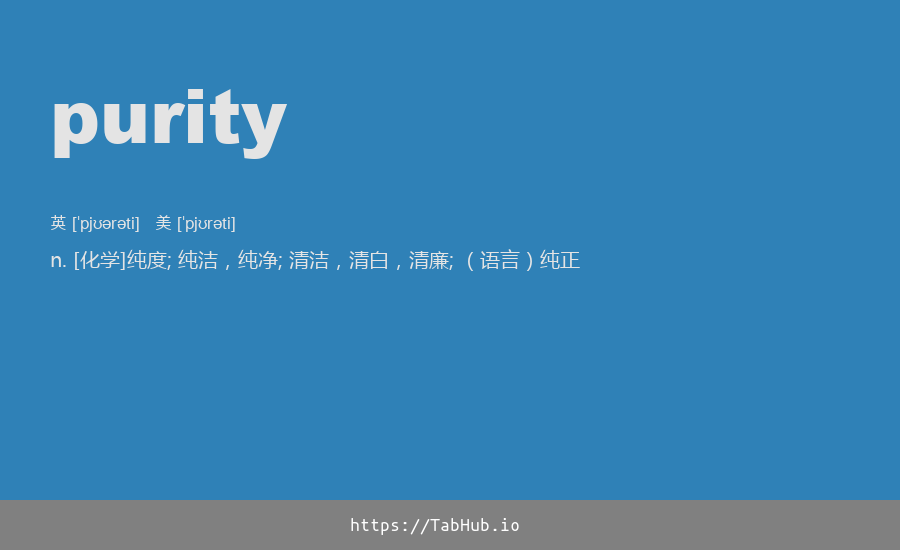 purity
英 [ˈpjʊərəti]   美 [ˈpjʊrəti]
n. [化学]纯度; 纯洁，纯净; 清洁，清白，清廉; （语言）纯正
https://TabHub.io